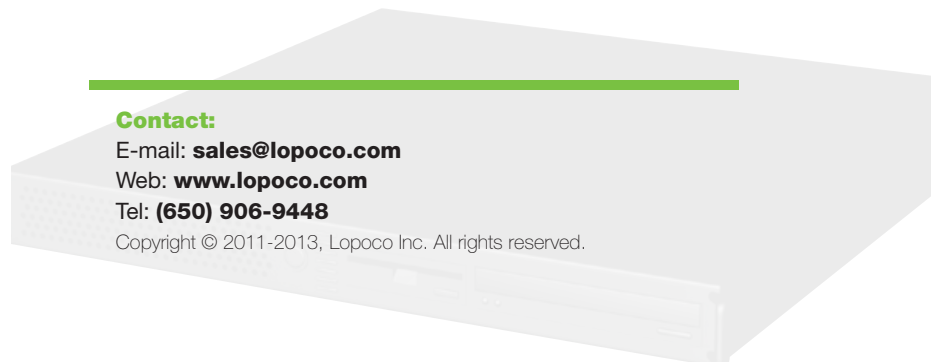 Contact:
E-mail: sales@lopoco.com
Web: www.lopoco.com
Tel: (650) 906-9448
Copyright © 2011-2013, Lopoco Inc. All rights reserved.